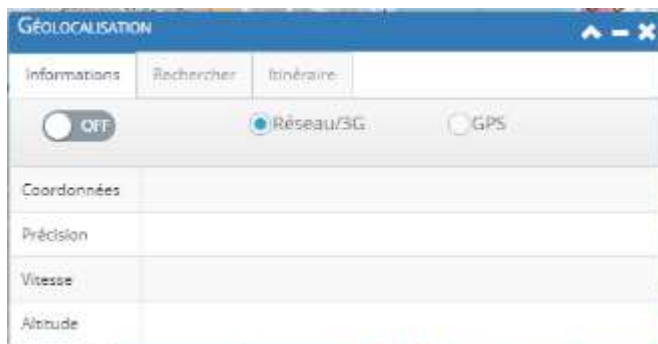 GÉOLOCALISATION
Informations Rechercher Itinéraire
OFF Réseau/3G GPS
Coordonnées
Précision
Vitesse
Altitude